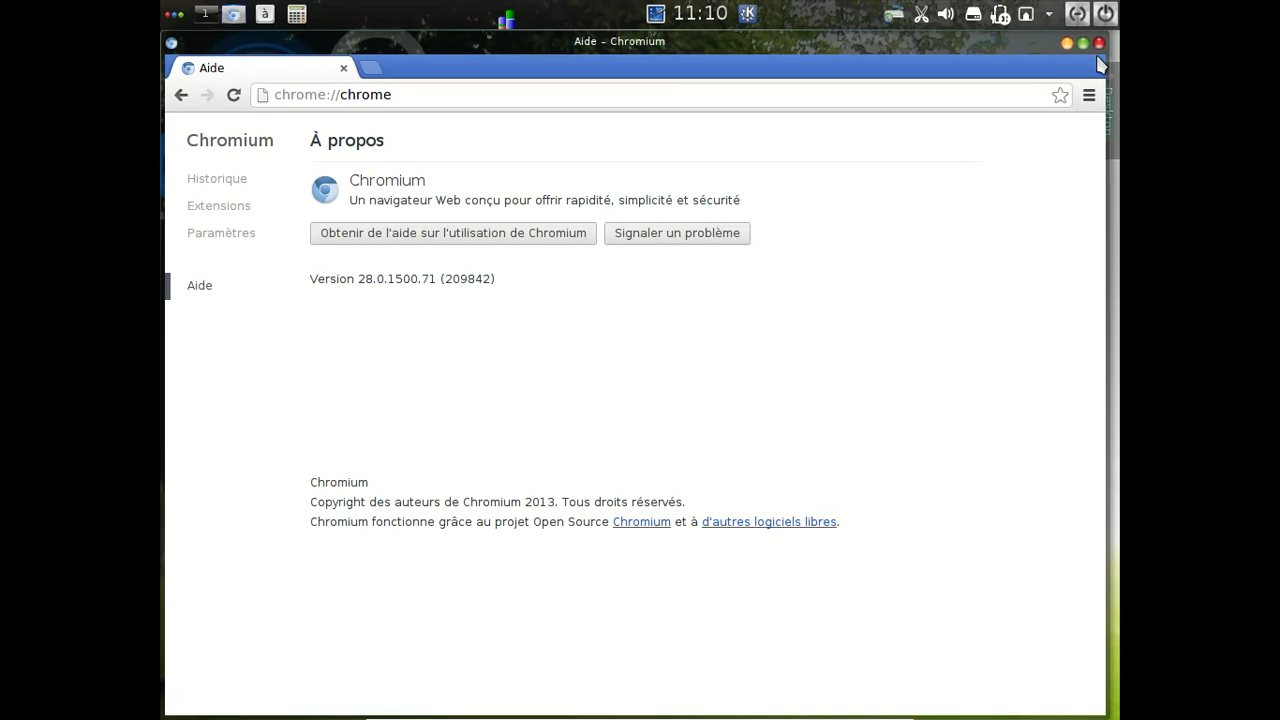 1
à
11:10
Aide – Chromium
Aide
chrome://chrome
Chromium
À propos
Historique
Extensions
Paramètres
Aide
Chromium
Un navigateur Web conçu pour offrir rapidité, simplicité et sécurité
Obtenir de l'aide sur l'utilisation de Chromium
Signaler un problème
Version 28.0.1500.71 (209842)
Chromium
Copyright des auteurs de Chromium 2013. Tous droits réservés.
Chromium fonctionne grâce au projet Open Source Chromium et à d'autres logiciels libres.